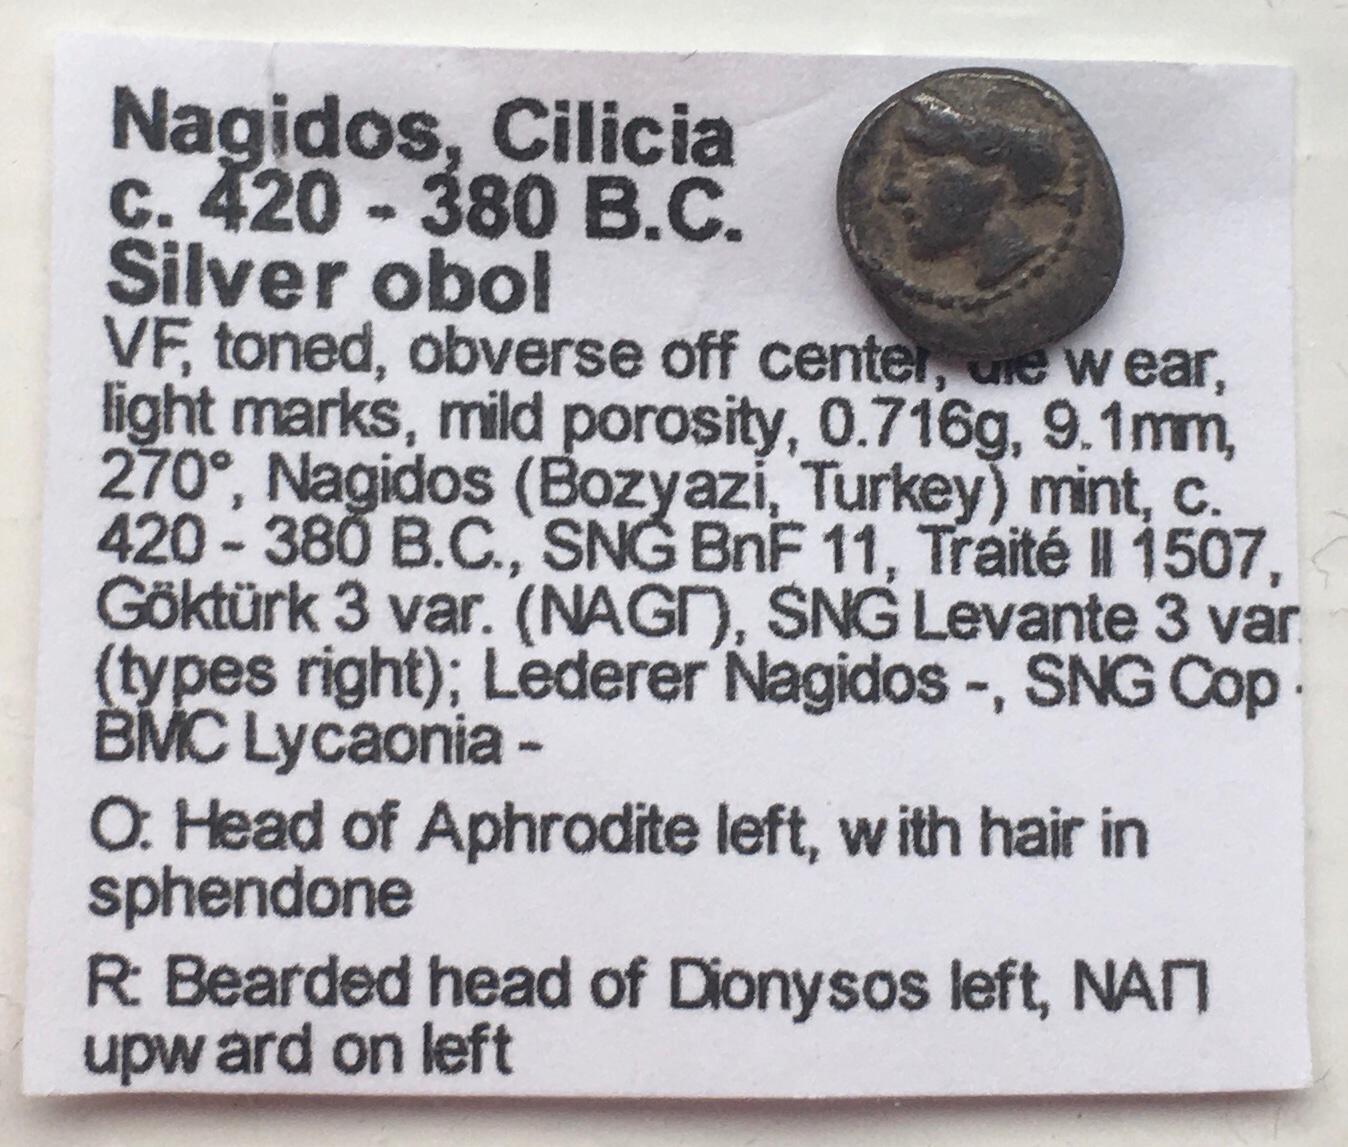 Nagidos, Cilicia
c. 420 - 380 B.C.
Silver obol
VF, toned, obverse off center, die wear,
light marks, mild porosity, 0.716g, 9.1mm,
270°, Nagidos (Bozyazi, Turkey) mint, c.
420 - 380 B.C., SNG BnF 11, Traité II 1507,
Göktürk 3 var. (NAGΓI), SNG Levante 3 var
(types right); Lederer Nagidos -, SNG Cop -
BMC Lycaonia -
O: Head of Aphrodite left, with hair in
sphendone
R: Bearded head of Dionysos left, NAΓI
upward on left